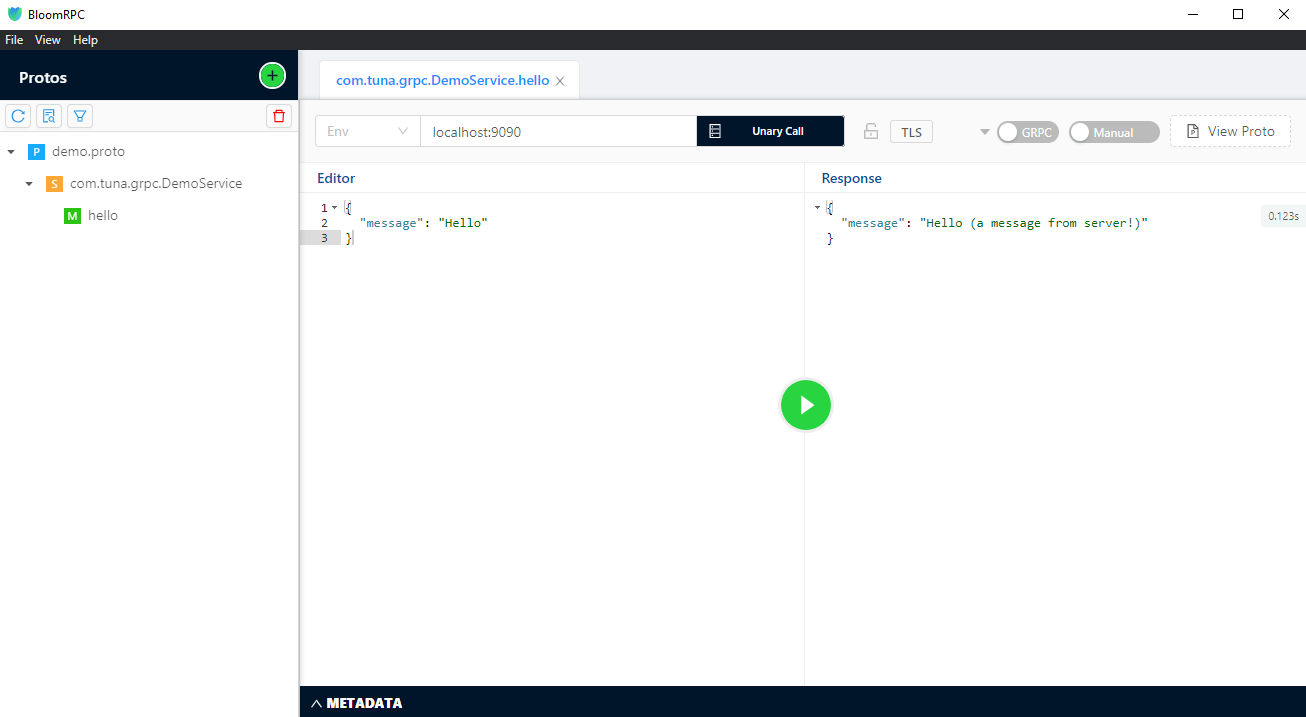 BloomRPC
File View Help
Protos
com.tuna.grpc.DemoService.hello
Env
localhost:9090
Unary Call
TLS
GRPC
Manual
View Proto
P demo.proto
S com.tuna.grpc.DemoService
M hello
Editor
1 {
2 "message": "Hello"
3 }
Response
{
"message": "Hello (a message from server!)"
}
0.123s
METADATA